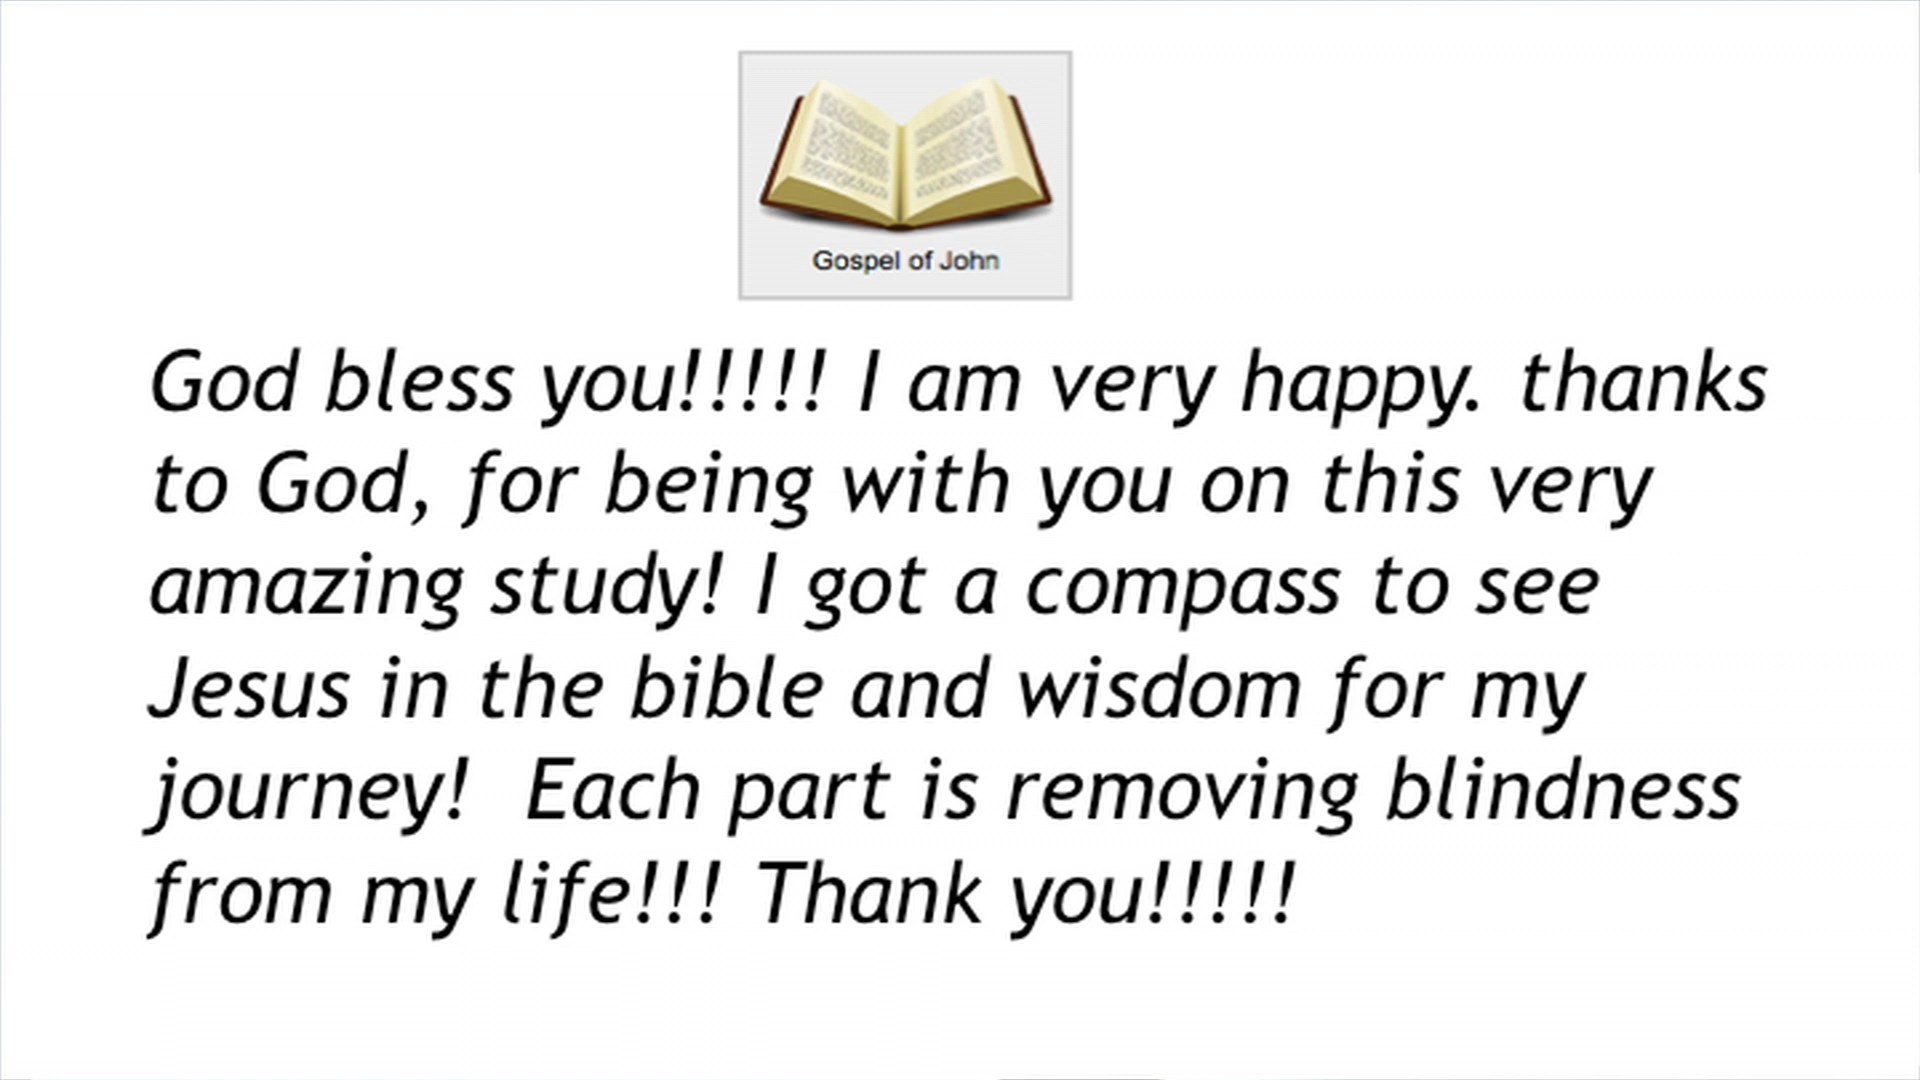 Gospel of John
God bless you!!!!! I am very happy. thanks
to God, for being with you on this very
amazing study! I got a compass to see
Jesus in the bible and wisdom for my
journey!  Each part is removing blindness
from my life!!! Thank you!!!!!